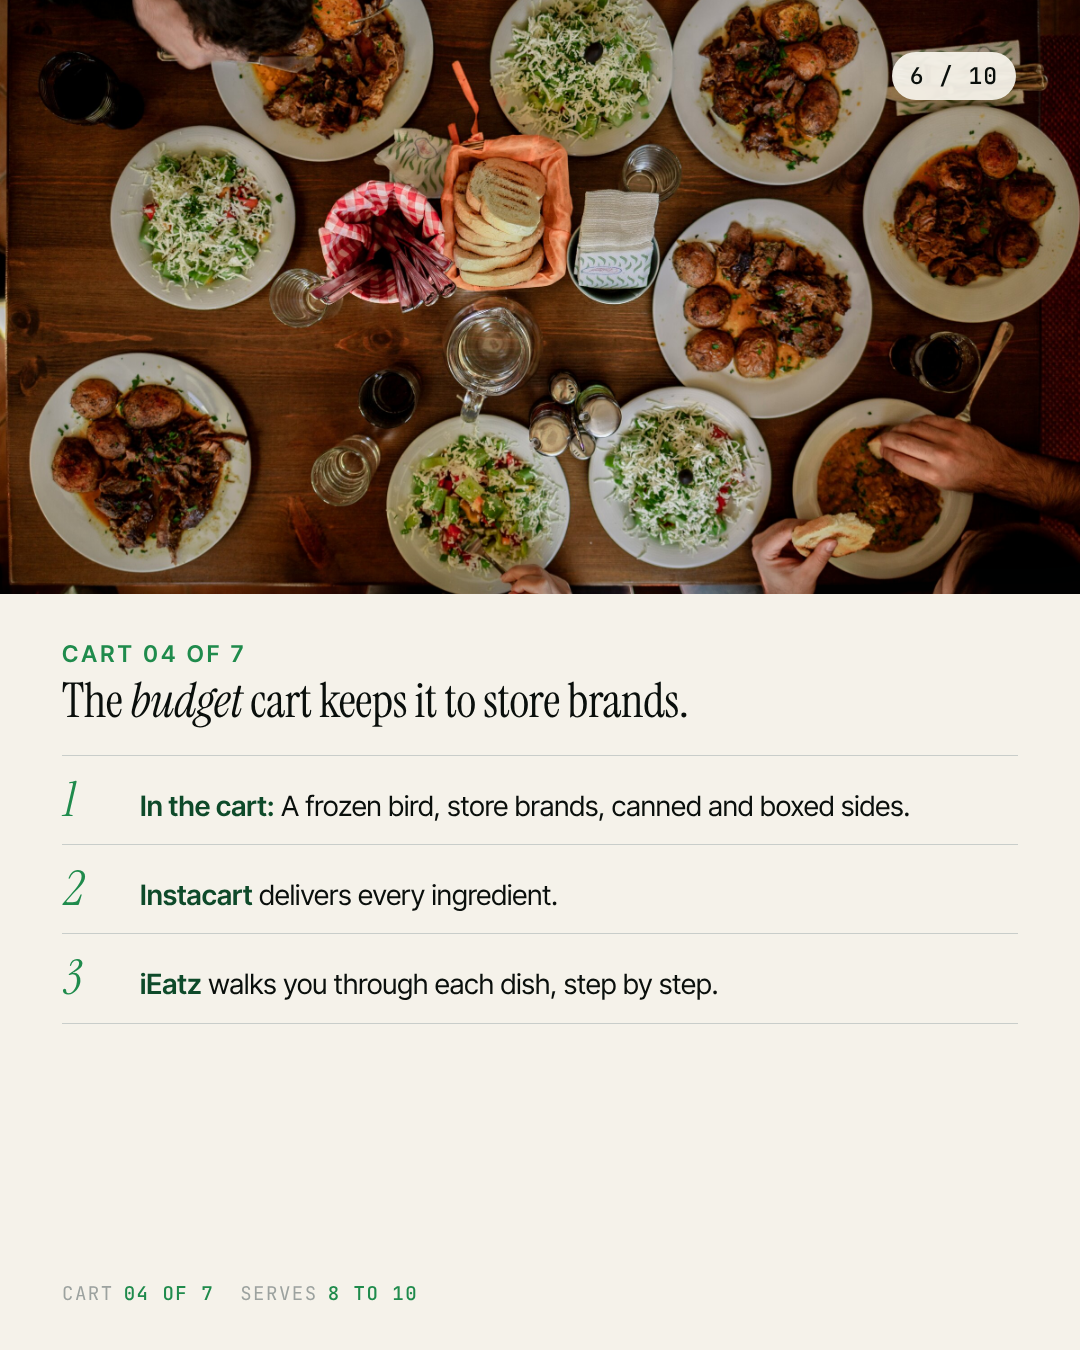 6 / 10
CART 04 OF 7
The budget cart keeps it to store brands.
1 In the cart: A frozen bird, store brands, canned and boxed sides.
2 Instacart delivers every ingredient.
3 iEatz walks you through each dish, step by step.
CART 04 OF 7 SERVES 8 TO 10